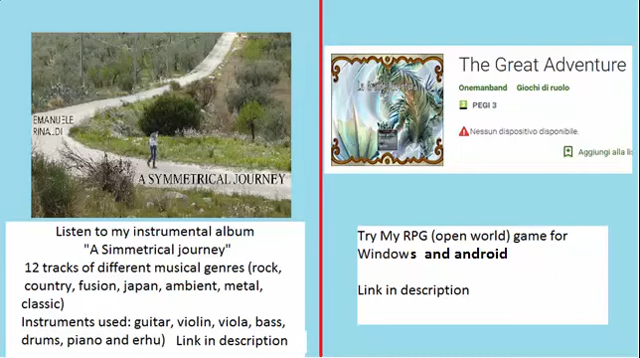 EMANUELE
RINALDI
A SYMMETRICAL JOURNEY
Listen to my instrumental album
"A Simmetrical journey"
12 tracks of different musical genres (rock,
country, fusion, japan, ambient, metal,
classic)
Instruments used: guitar, violin, viola, bass,
drums, piano and erhu) Link in description
The Great Adventure
Onemanband Giochi di ruolo
PEGI 3
Nessun dispositivo disponibile.
Aggiungi alla lis
Try My RPG (open world) game for
Windows and android
Link in description